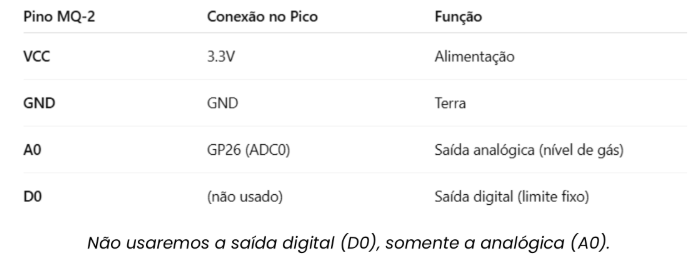 Pino MQ-2 Conexão no Pico Função
VCC 3.3V Alimentação
GND GND Terra
A0 GP26 (ADC0) Saída analógica (nível de gás)
D0 (não usado) Saída digital (limite fixo)
Não usaremos a saída digital (D0), somente a analógica (A0).